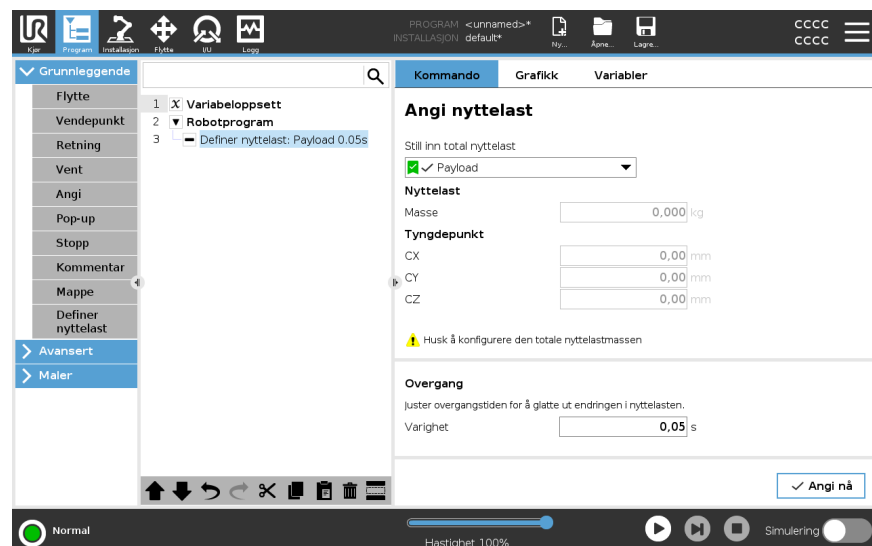 UR
PROGRAM <unnamed>*
INSTALLASJON default*
cccc
cccc
Kjør Program Installasjon Flytte I/U Logg Ny... Åpne... Lagre...
Grunnleggende
Flytte
Vendepunkt
Retning
Vent
Angi
Pop-up
Stopp
Kommentar
Mappe
Definer
nyttelast
Avansert
Maler
1 X Variabeloppsett
2 Robotprogram
3 Definer nyttelast: Payload 0.05s
Kommando Grafikk Variabler
Angi nyttelast
Still inn total nyttelast
Payload
Nyttelast
Masse 0,000 kg
Tyngdepunkt
CX 0,00 mm
CY 0,00 mm
CZ 0,00 mm
Husk å konfigurere den totale nyttelastmassen
Overgang
Juster overgangstiden for å glatte ut endringen i nyttelasten.
Varighet 0,05 s
Angi nå
Normal
Hastighet 100%
Simulering